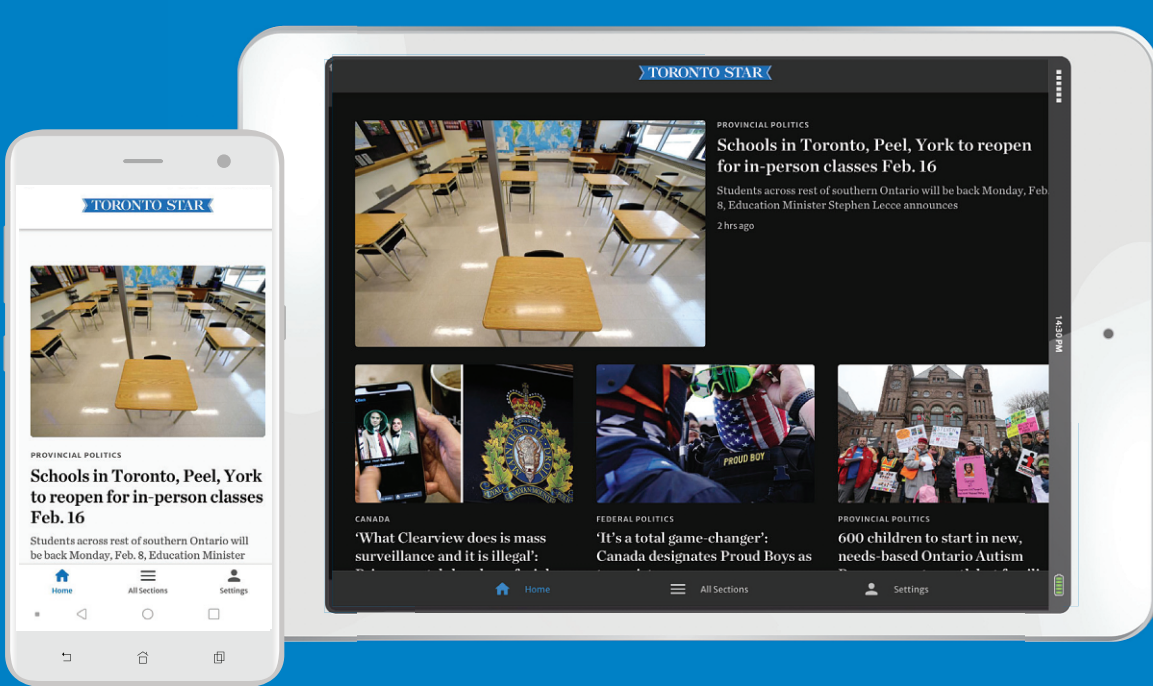 TORONTO STAR
PROVINCIAL POLITICS
Schools in Toronto, Peel, York
to reopen for in-person classes
Feb. 16
Students across rest of southern Ontario will
be back Monday, Feb. 8, Education Minister
Home
All Sections
Settings
TORONTO STAR
PROVINCIAL POLITICS
Schools in Toronto, Peel, York to reopen
for in-person classes Feb. 16
Students across rest of southern Ontario will be back Monday, Feb.
8, Education Minister Stephen Lecce announces
2 hrs ago
14:30 PM
PROUD BOY
CANADA
‘What Clearview does is mass
surveillance and it is illegal’:
FEDERAL POLITICS
‘It’s a total game-changer’:
Canada designates Proud Boys as
PROVINCIAL POLITICS
600 children to start in new,
needs-based Ontario Autism
Home
All Sections
Settings